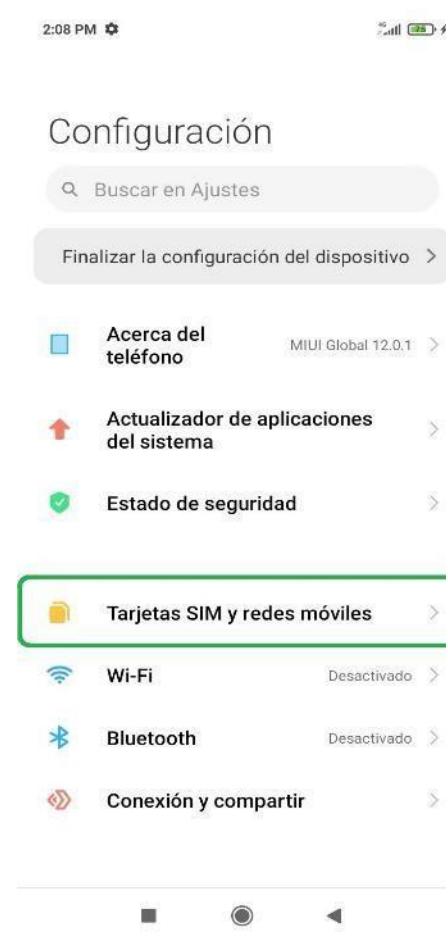 2:08 PM
4G 75
Configuración
Buscar en Ajustes
Finalizar la configuración del dispositivo
Acerca del
teléfono
MIUI Global 12.0.1
Actualizador de aplicaciones
del sistema
Estado de seguridad
Tarjetas SIM y redes móviles
Wi-Fi
Desactivado
Bluetooth
Desactivado
Conexión y compartir